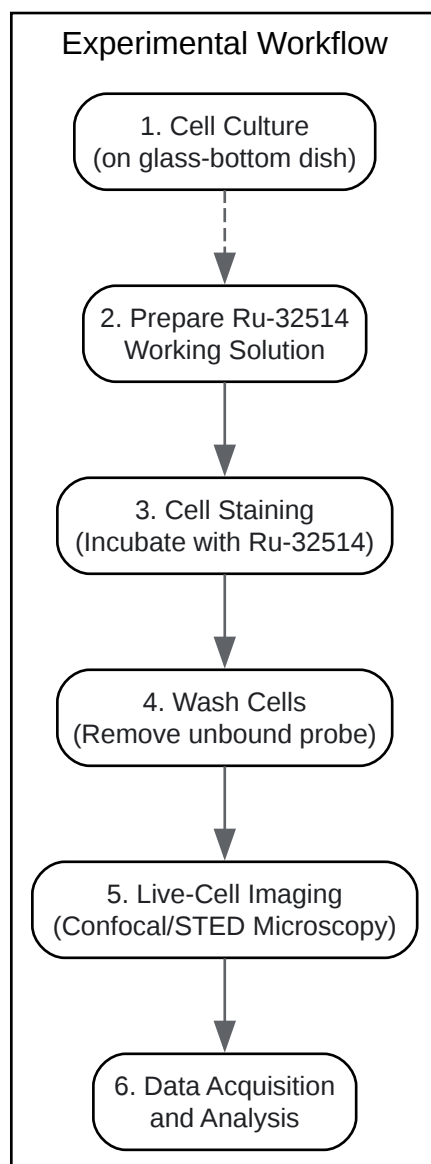 Experimental Workflow
1. Cell Culture
(on glass-bottom dish)
2. Prepare Ru-32514
Working Solution
3. Cell Staining
(Incubate with Ru-32514)
4. Wash Cells
(Remove unbound probe)
5. Live-Cell Imaging
(Confocal/STED Microscopy)
6. Data Acquisition
and Analysis